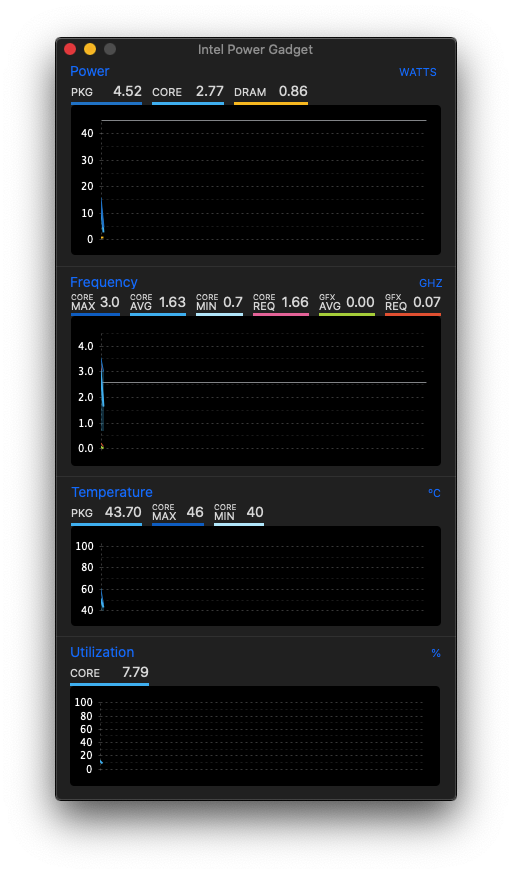 Intel Power Gadget
Power WATTS
PKG 4.52 CORE 2.77 DRAM 0.86
40
30
20
10
0
Frequency GHZ
CORE MAX 3.0 CORE AVG 1.63 CORE MIN 0.7 CORE REQ 1.66 GFX AVG 0.00 GFX REQ 0.07
4.0
3.0
2.0
1.0
0.0
Temperature °C
PKG 43.70 CORE MAX 46 CORE MIN 40
100
80
60
40
Utilization %
CORE 7.79
100
80
60
40
20
0